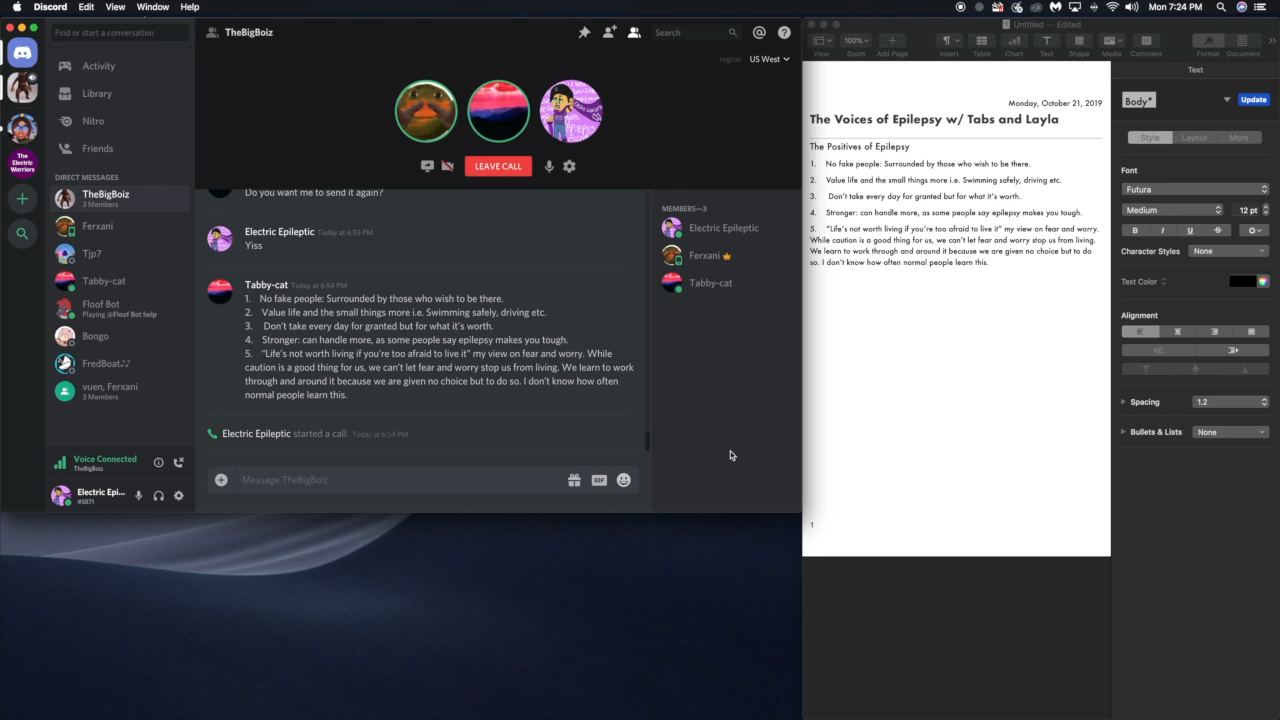 Discord Edit View Window Help
Mon 7:24 PM
Find or start a conversation
Activity
Library
Nitro
Friends
The Electric Warriors
DIRECT MESSAGES
TheBigBoiz
3 Members
Ferxani
Tjp7
Tabby-cat
Floof Bot
Playing @Floof Bot help
Bongo
FredBoat♪♪
vuen, Ferxani
3 Members
Voice Connected
TheBigBoiz
Electric Epi...
#5871
TheBigBoiz
Search
region US West
LEAVE CALL
Do you want me to send it again?
Electric Epileptic Today at 6:53 PM
Yiss
Tabby-cat Today at 6:54 PM
1. No fake people: Surrounded by those who wish to be there.
2. Value life and the small things more i.e. Swimming safely, driving etc.
3. Don't take every day for granted but for what it's worth.
4. Stronger: can handle more, as some people say epilepsy makes you tough.
5. "Life's not worth living if you're too afraid to live it" my view on fear and worry. While
caution is a good thing for us, we can't let fear and worry stop us from living. We learn to work
through and around it because we are given no choice but to do so. I don't know how often
normal people learn this.
Electric Epileptic started a call. Today at 6:54 PM
Message TheBigBoiz
GIF
MEMBERS—3
Electric Epileptic
Ferxani
Tabby-cat
Untitled — Edited
100%
View Zoom Add Page Insert Table Chart Text Shape Media Comment Format Document
Monday, October 21, 2019
The Voices of Epilepsy w/ Tabs and Layla
The Positives of Epilepsy
1. No fake people: Surrounded by those who wish to be there.
2. Value life and the small things more i.e. Swimming safely, driving etc.
3. Don't take every day for granted but for what it's worth.
4. Stronger: can handle more, as some people say epilepsy makes you tough.
5. "Life's not worth living if you're too afraid to live it" my view on fear and worry.
While caution is a good thing for us, we can't let fear and worry stop us from living.
We learn to work through and around it because we are given no choice but to do
so. I don't know how often normal people learn this.
1
Text
Body*
Update
Style Layout More
Font
Futura
Medium 12 pt
B I U S
Character Styles None
Text Color
Alignment
Spacing 1.2
Bullets & Lists None